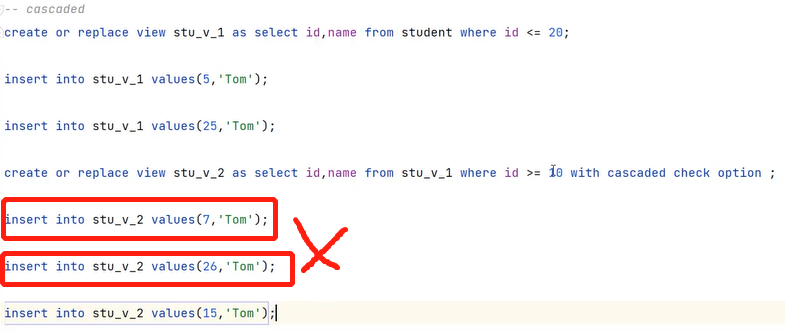 -- cascaded
create or replace view stu_v_1 as select id,name from student where id <= 20;
insert into stu_v_1 values(5,'Tom');
insert into stu_v_1 values(25,'Tom');
create or replace view stu_v_2 as select id,name from stu_v_1 where id >= 10 with cascaded check option ;
insert into stu_v_2 values(7,'Tom');
insert into stu_v_2 values(26,'Tom');
insert into stu_v_2 values(15,'Tom');